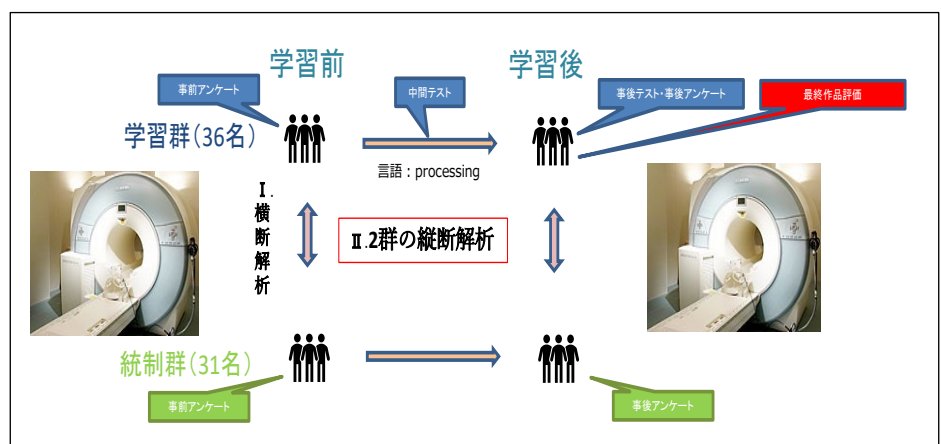 学習前
学習後
事前アンケート
中間テスト
事後テスト・事後アンケート
最終作品評価
学習群(36名)
言語：processing
Ⅰ.横断解析
Ⅱ.2群の縦断解析
統制群(31名)
事前アンケート
事後アンケート